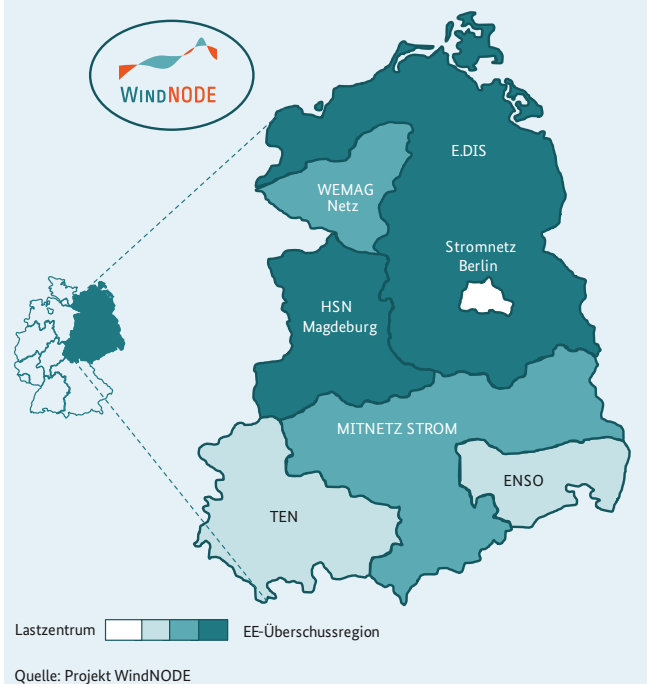 WINDNODE
E.DIS
WEMAG
Netz
Stromnetz
Berlin
HSN
Magdeburg
MITNETZ STROM
ENSO
TEN
Lastzentrum EE-Überschussregion
Quelle: Projekt WindNODE